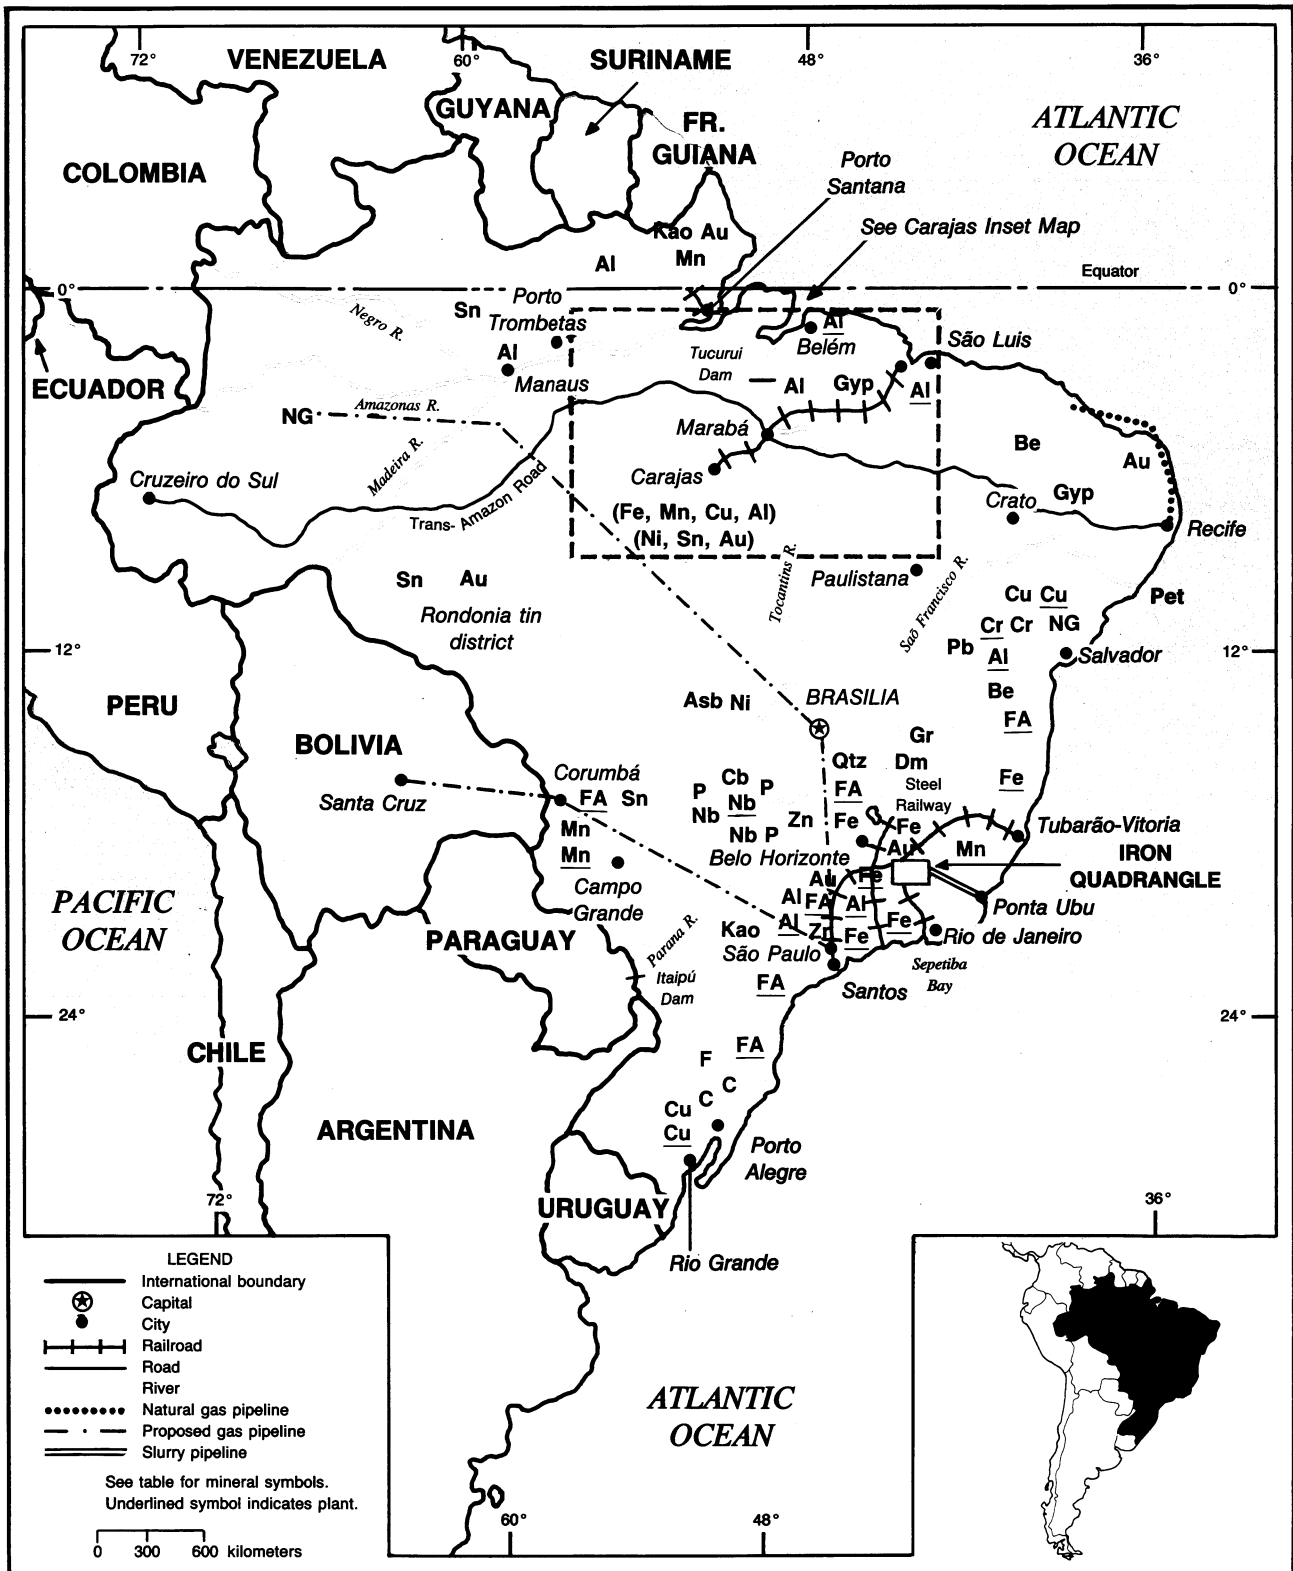 72°
60°
48°
36°
VENEZUELA
SURINAME
GUYANA
FR.
GUIANA
ATLANTIC
OCEAN
COLOMBIA
Porto
Santana
See Carajas Inset Map
Kao Au
Mn
Al
Equator
0°
0°
Sn
Porto
Trombetas
Negro R.
Al
Belém
São Luis
Al
Manaus
Tucurui
Dam
Al
Gyp
Al
ECUADOR
NG
Amazonas R.
Marabá
Be
Au
Madeira R.
Cruzeiro do Sul
Carajas
Trans- Amazon Road
Crato
Gyp
(Fe, Mn, Cu, Al)
(Ni, Sn, Au)
Recife
Tocantins R.
Paulistana
Saõ Francisco R.
Sn
Au
Rondonia tin
district
Cu
Cu
Pet
Cr
Cr
NG
Pb
Al
12°
Salvador
12°
Be
FA
PERU
Asb Ni
BRASILIA
BOLIVIA
Gr
Qtz
Dm
Corumbá
Santa Cruz
FA
Sn
Cb
P
P
Nb
Nb
FA
Steel
Railway
Fe
Nb P
Zn
Fe
Fe
Tubarão-Vitoria
Mn
Mn
Belo Horizonte
Au
Mn
IRON
QUADRANGLE
Campo
Grande
Au
Fe
Al
FA
Al
Ponta Ubu
PACIFIC
OCEAN
PARAGUAY
Parana R.
Kao
Al
Zn
Fe
Fe
Rio de Janeiro
São Paulo
Itaipú
Dam
FA
Santos
Sepetiba
Bay
24°
24°
CHILE
F
FA
C
C
ARGENTINA
Cu
Cu
Porto
Alegre
72°
URUGUAY
36°
Rio Grande
LEGEND
International boundary
Capital
City
Railroad
Road
River
Natural gas pipeline
Proposed gas pipeline
Slurry pipeline
See table for mineral symbols.
Underlined symbol indicates plant.
0 300 600 kilometers
ATLANTIC
OCEAN
60°
48°